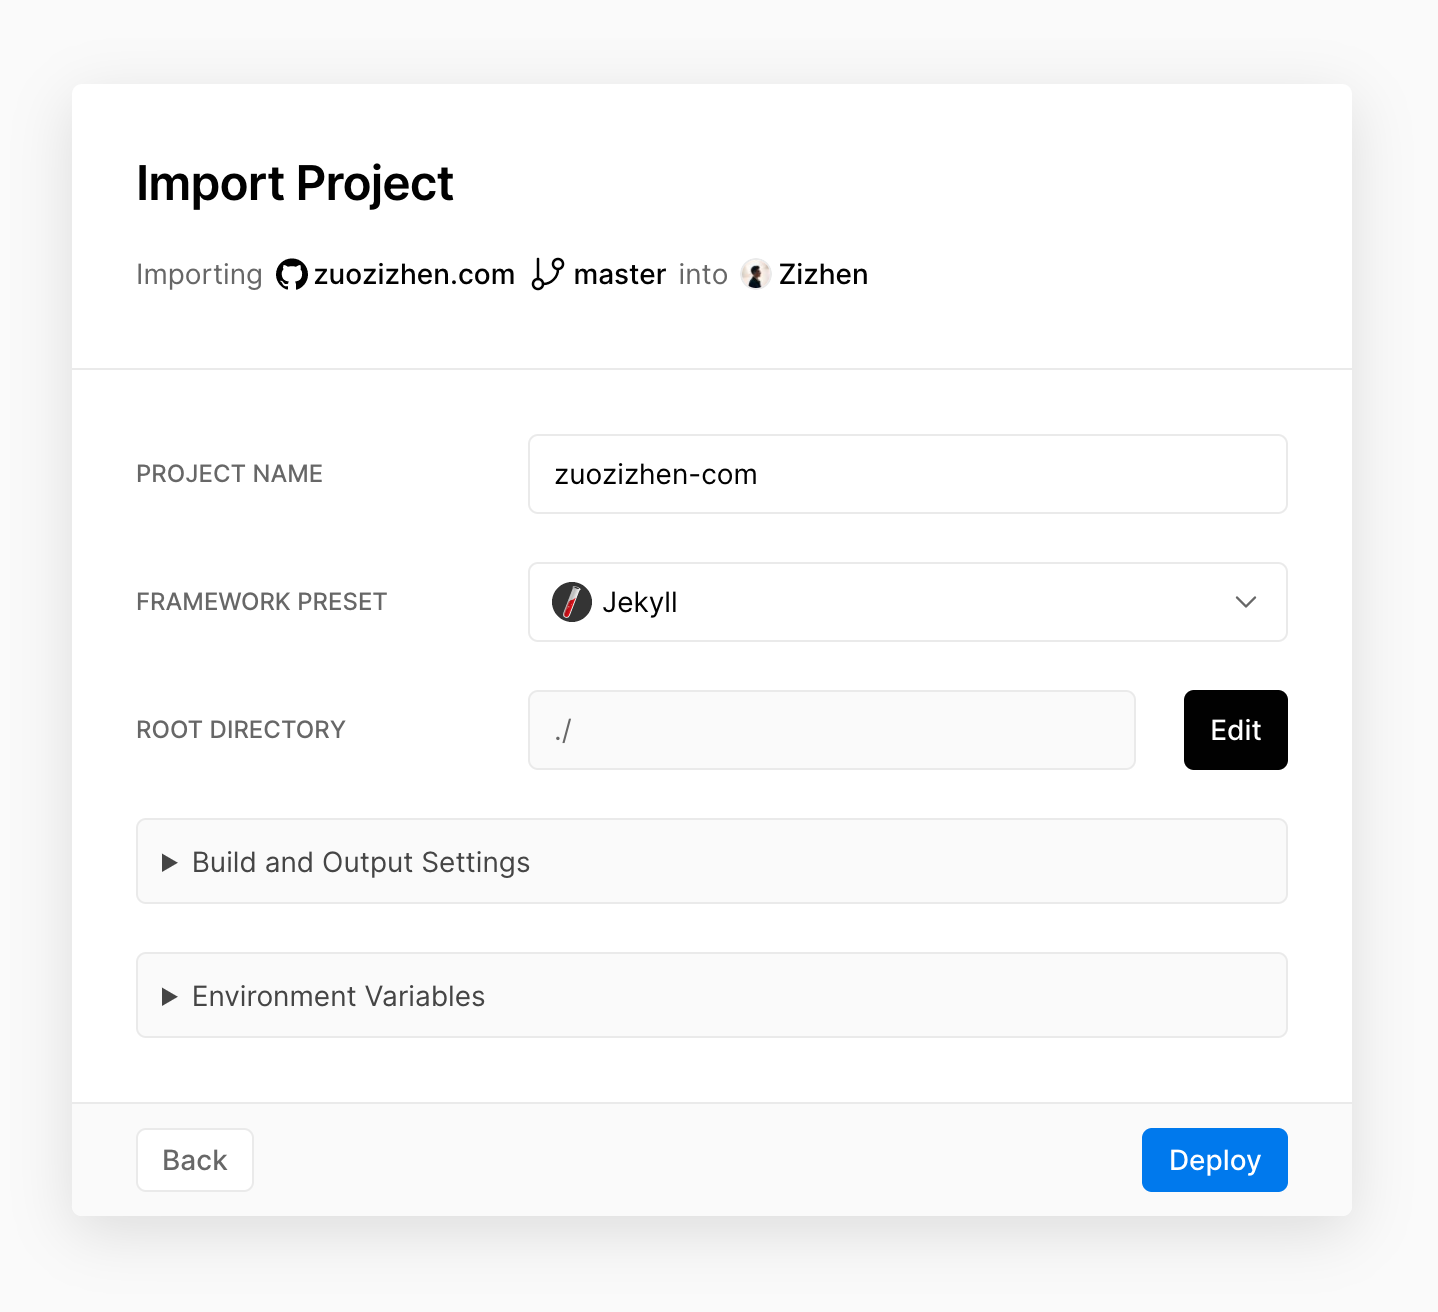 Import Project
Importing zuozizhen.com master into Zizhen
PROJECT NAME
zuozizhen-com
FRAMEWORK PRESET
Jekyll
ROOT DIRECTORY
./
Edit
Build and Output Settings
Environment Variables
Back
Deploy